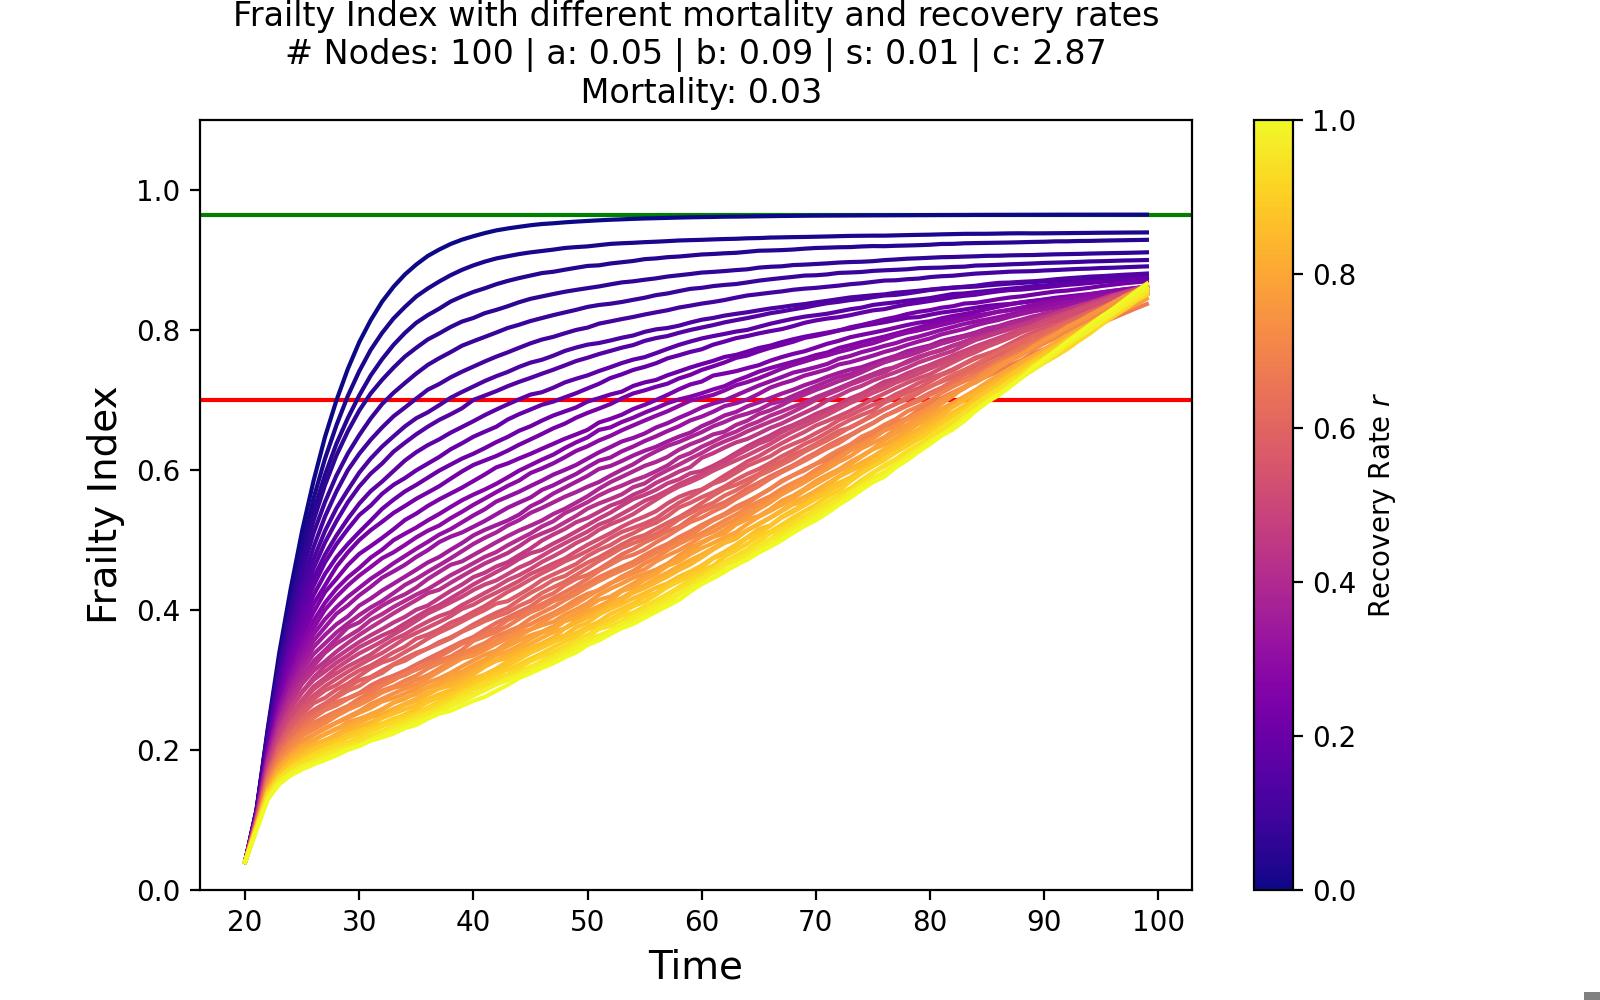 Frailty Index with different mortality and recovery rates
# Nodes: 100 | a: 0.05 | b: 0.09 | s: 0.01 | c: 2.87
Mortality: 0.03
Frailty Index
1.0
0.8
0.6
0.4
0.2
0.0
20 30 40 50 60 70 80 90 100
Time
1.0
0.8
0.6
0.4
0.2
0.0
Recovery Rate r